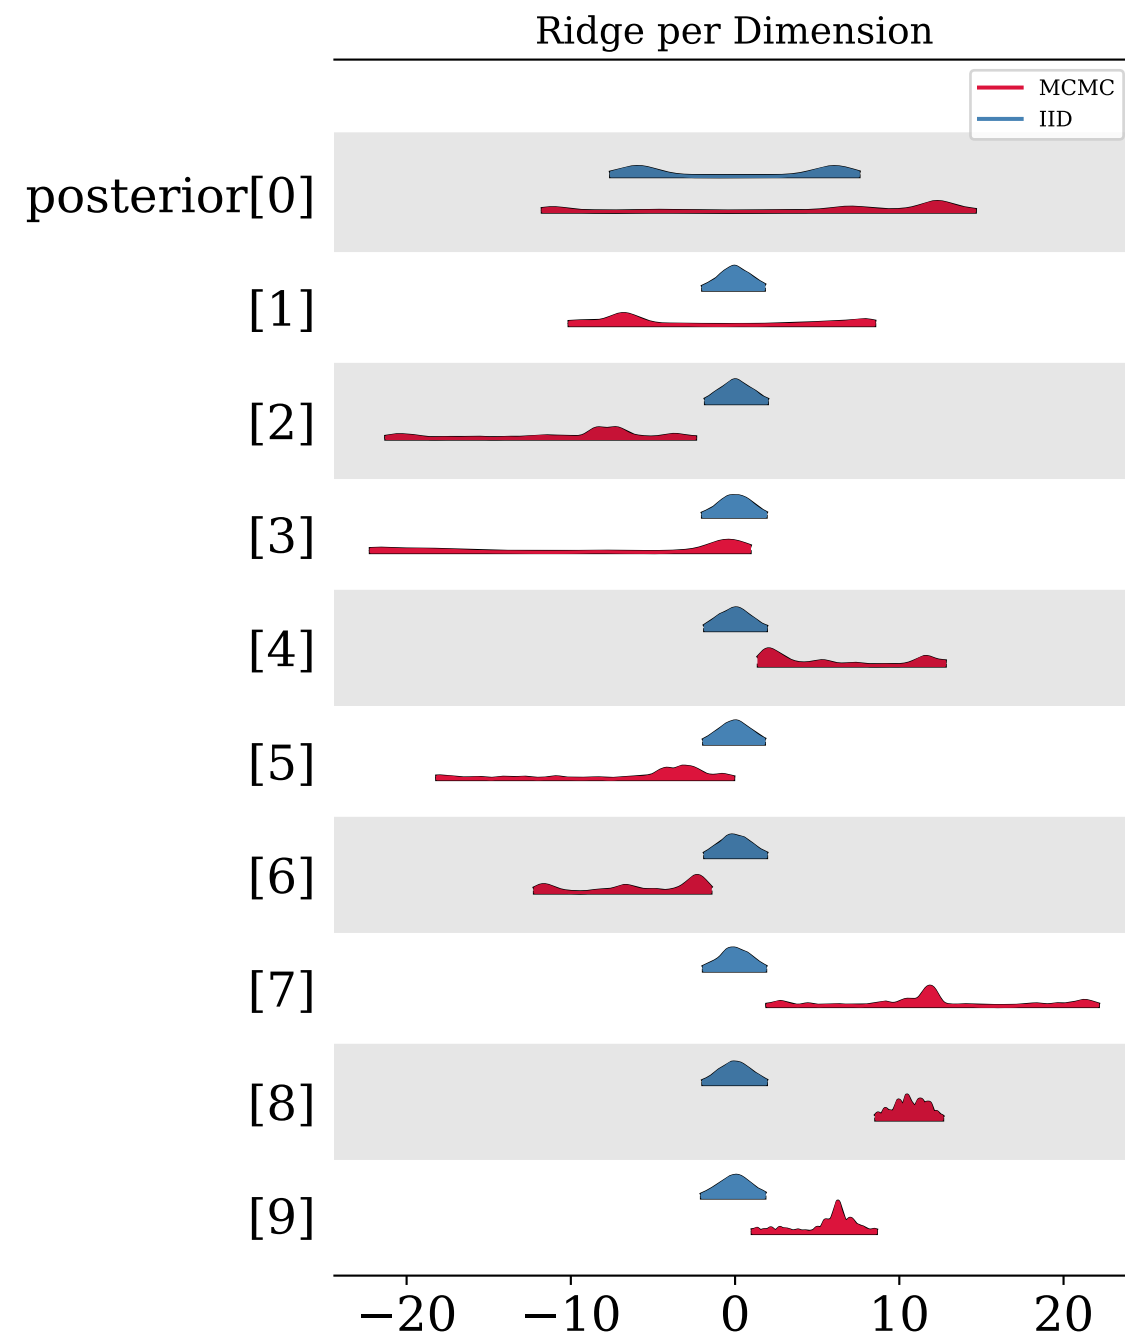 Ridge per Dimension
MCMC
IID
posterior[0]
[1]
[2]
[3]
[4]
[5]
[6]
[7]
[8]
[9]
−20 −10 0 10 20